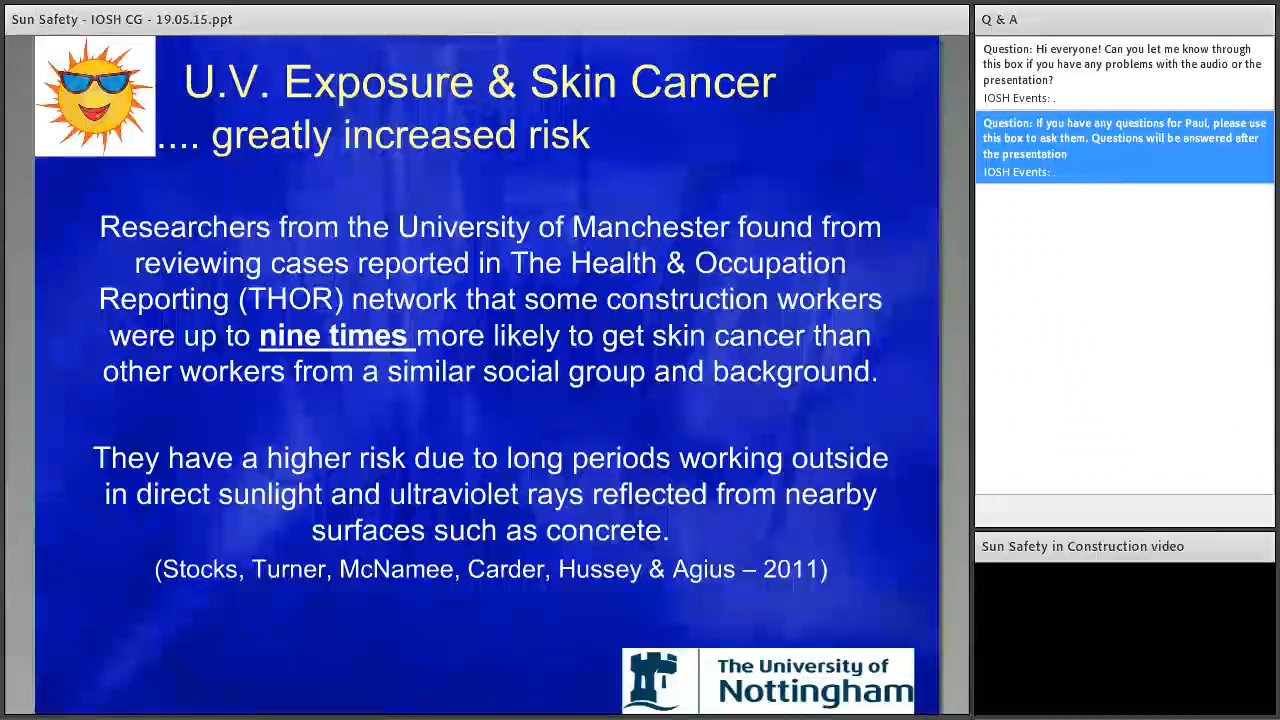 Sun Safety - IOSH CG - 19.05.15.ppt
U.V. Exposure & Skin Cancer
.... greatly increased risk
Researchers from the University of Manchester found from
reviewing cases reported in The Health & Occupation
Reporting (THOR) network that some construction workers
were up to nine times more likely to get skin cancer than
other workers from a similar social group and background.
They have a higher risk due to long periods working outside
in direct sunlight and ultraviolet rays reflected from nearby
surfaces such as concrete.
(Stocks, Turner, McNamee, Carder, Hussey & Agius – 2011)
The University of
Nottingham
Q & A
Question: Hi everyone! Can you let me know through
this box if you have any problems with the audio or the
presentation?
IOSH Events: .
Question: If you have any questions for Paul, please use
this box to ask them. Questions will be answered after
the presentation
IOSH Events: .
Sun Safety in Construction video